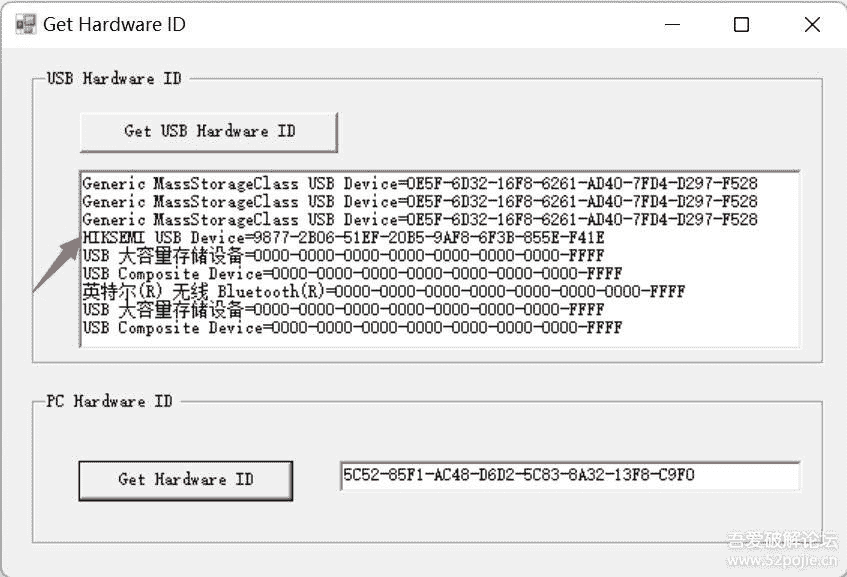 Get Hardware ID
USB Hardware ID
Get USB Hardware ID
Generic MassStorageClass USB Device=0E5F-6D32-16F8-6261-AD40-7FD4-D297-F528
Generic MassStorageClass USB Device=0E5F-6D32-16F8-6261-AD40-7FD4-D297-F528
Generic MassStorageClass USB Device=0E5F-6D32-16F8-6261-AD40-7FD4-D297-F528
HIKSEMI USB Device=9877-2B06-51EF-20B5-9AF8-6F3B-855E-F41E
USB 大容量存储设备=0000-0000-0000-0000-0000-0000-0000-FFFF
USB Composite Device=0000-0000-0000-0000-0000-0000-0000-FFFF
英特尔(R) 无线 Bluetooth(R)=0000-0000-0000-0000-0000-0000-0000-FFFF
USB 大容量存储设备=0000-0000-0000-0000-0000-0000-0000-FFFF
USB Composite Device=0000-0000-0000-0000-0000-0000-0000-FFFF
PC Hardware ID
Get Hardware ID
5C52-85F1-AC48-D6D2-5C83-8A32-13F8-C9F0
吾爱破解论坛
www.52pojie.cn